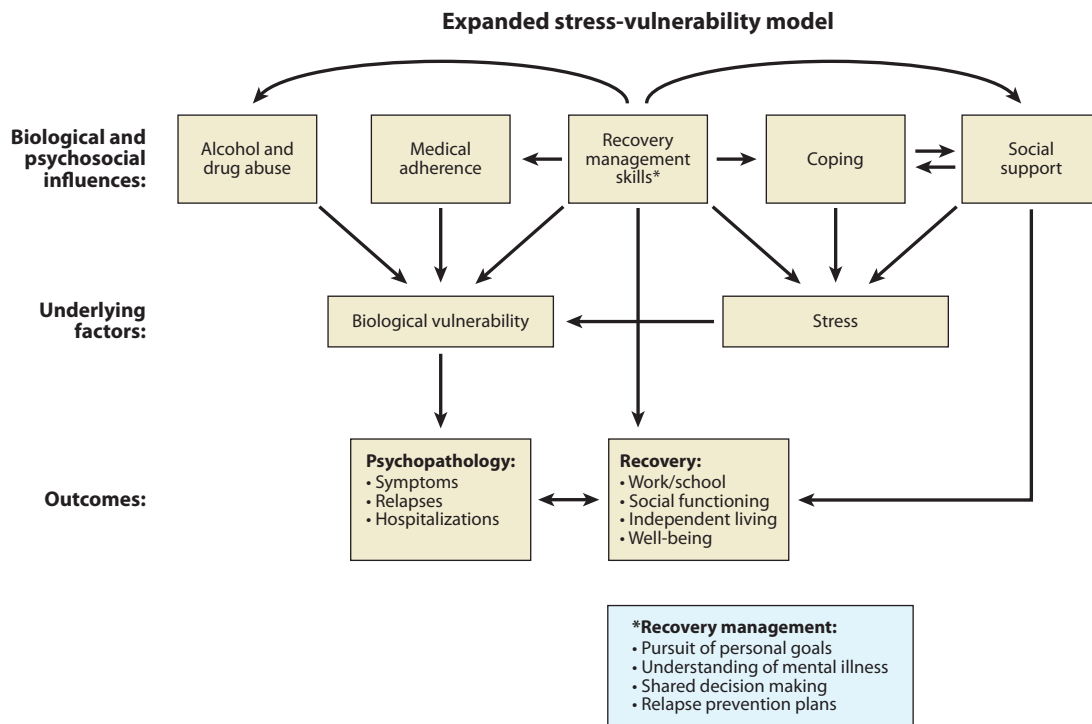 Expanded stress-vulnerability model
Biological and
psychosocial
influences:
Alcohol and
drug abuse
Medical
adherence
Recovery
management
skills*
Coping
Social
support
Underlying
factors:
Biological vulnerability
Stress
Outcomes:
Psychopathology:
• Symptoms
• Relapses
• Hospitalizations
Recovery:
• Work/school
• Social functioning
• Independent living
• Well-being
*Recovery management:
• Pursuit of personal goals
• Understanding of mental illness
• Shared decision making
• Relapse prevention plans